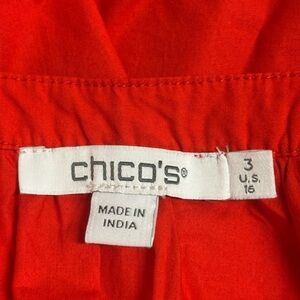 chico's®
3
U.S.
16
MADE IN
INDIA